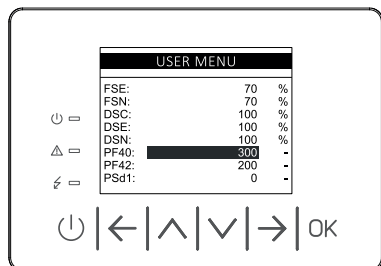 USER MENU
FSE: 70 %
FSN: 70 %
DSC: 100 %
DSE: 100 %
DSN: 100 %
PF40: 300 -
PF42: 200 -
PSd1: 0 -
OK